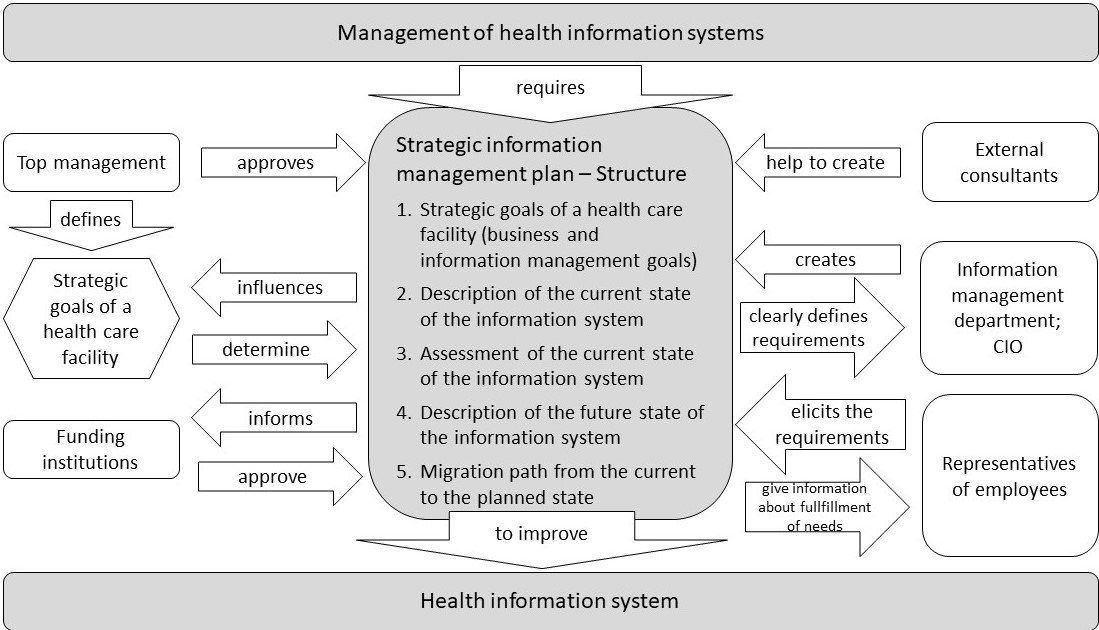 Management of health information systems
requires
Top management
approves
defines
Strategic
goals of a
health care
facility
influences
determine
Funding
institutions
informs
approve
Strategic information
management plan – Structure
1. Strategic goals of a health care
facility (business and
information management goals)
2. Description of the current state
of the information system
3. Assessment of the current state
of the information system
4. Description of the future state of
the information system
5. Migration path from the current
to the planned state
help to create
External
consultants
creates
clearly defines
requirements
Information
management
department;
CIO
elicits the
requirements
give information
about fullfillment
of needs
Representatives
of employees
to improve
Health information system